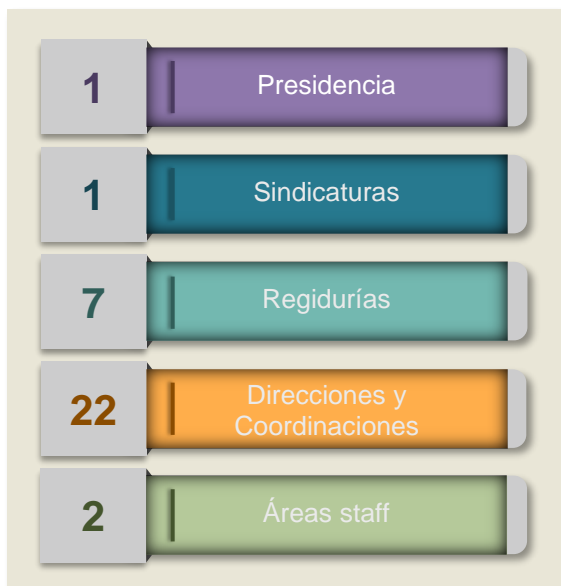 1
Presidencia
1
Sindicaturas
7
Regidurías
22
Direcciones y
Coordinaciones
2
Áreas staff